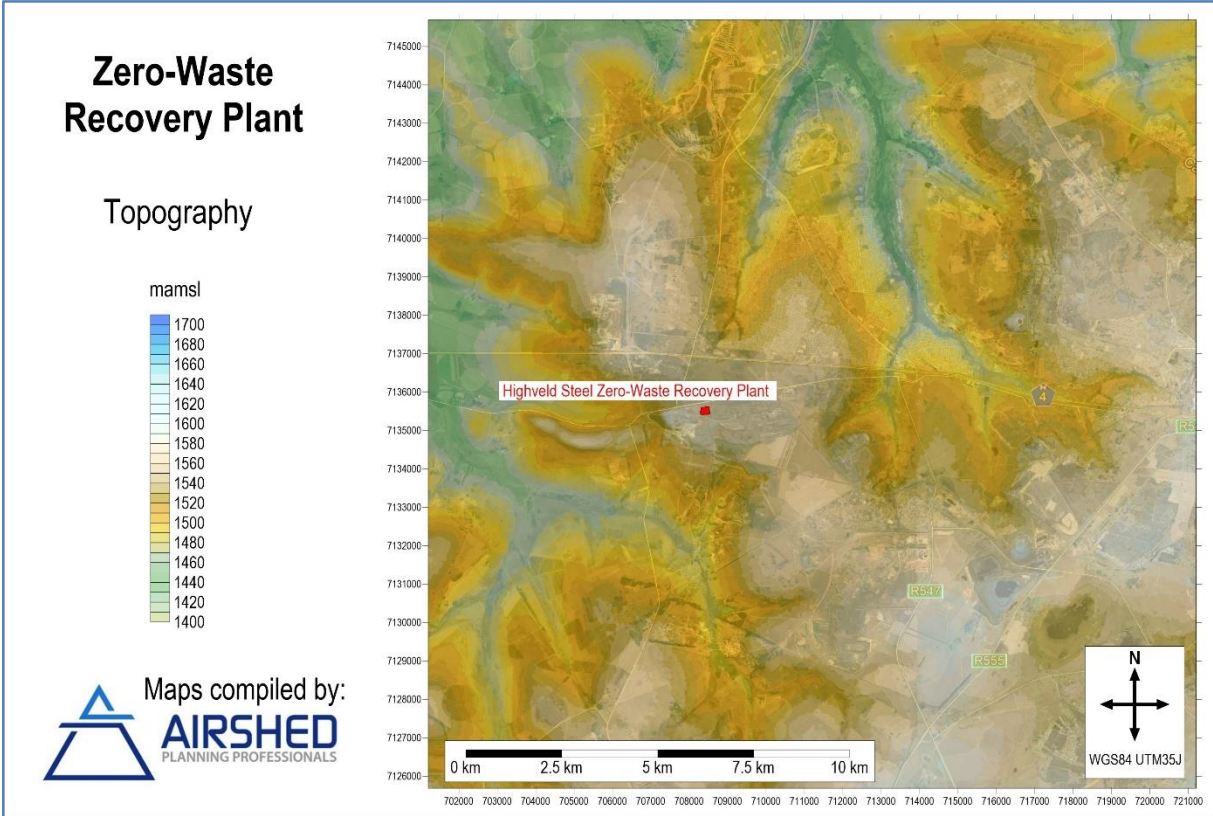 Zero-Waste
Recovery Plant
Topography
mamsl
1700
1680
1660
1640
1620
1600
1580
1560
1540
1520
1500
1480
1460
1440
1420
1400
Maps compiled by:
AIRSHED
PLANNING PROFESSIONALS
7145000
7144000
7143000
7142000
7141000
7140000
7139000
7138000
7137000
7136000
7135000
7134000
7133000
7132000
7131000
7130000
7129000
7128000
7127000
7126000
Highveld Steel Zero-Waste Recovery Plant
4
R547
R555
N
WGS84 UTM35J
0 km 2.5 km 5 km 7.5 km 10 km
702000 703000 704000 705000 706000 707000 708000 709000 710000 711000 712000 713000 714000 715000 716000 717000 718000 719000 720000 721000